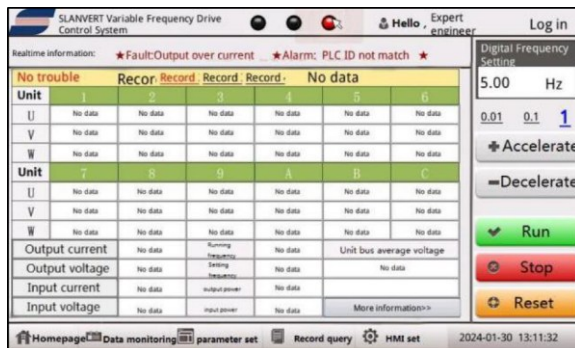 SLANVERT Variable Frequency Drive
Control System
Hello ,
Expert
engineer
Log in
Realtime information:
★Fault:Output over current
★Alarm: PLC ID not match ★
Digital Frequency
Setting
5.00 Hz
0.01 0.1 1
No trouble Recor Record Record Record No data
Unit 1 2 3 4 5 6
U No data No data No data No data No data No data
V No data No data No data No data No data No data
W No data No data No data No data No data No data
Unit 7 8 9 A B C
U No data No data No data No data No data No data
V No data No data No data No data No data No data
W No data No data No data No data No data No data
Accelerate
Decelerate
Run
Stop
Reset
Output current No data Running frequency No data Unit bus average voltage
Output voltage No data Setting frequency No data No data
Input current No data output power No data
Input voltage No data input power No data More information>>
Homepage Data monitoring parameter set Record query HMI set 2024-01-30 13:11:32